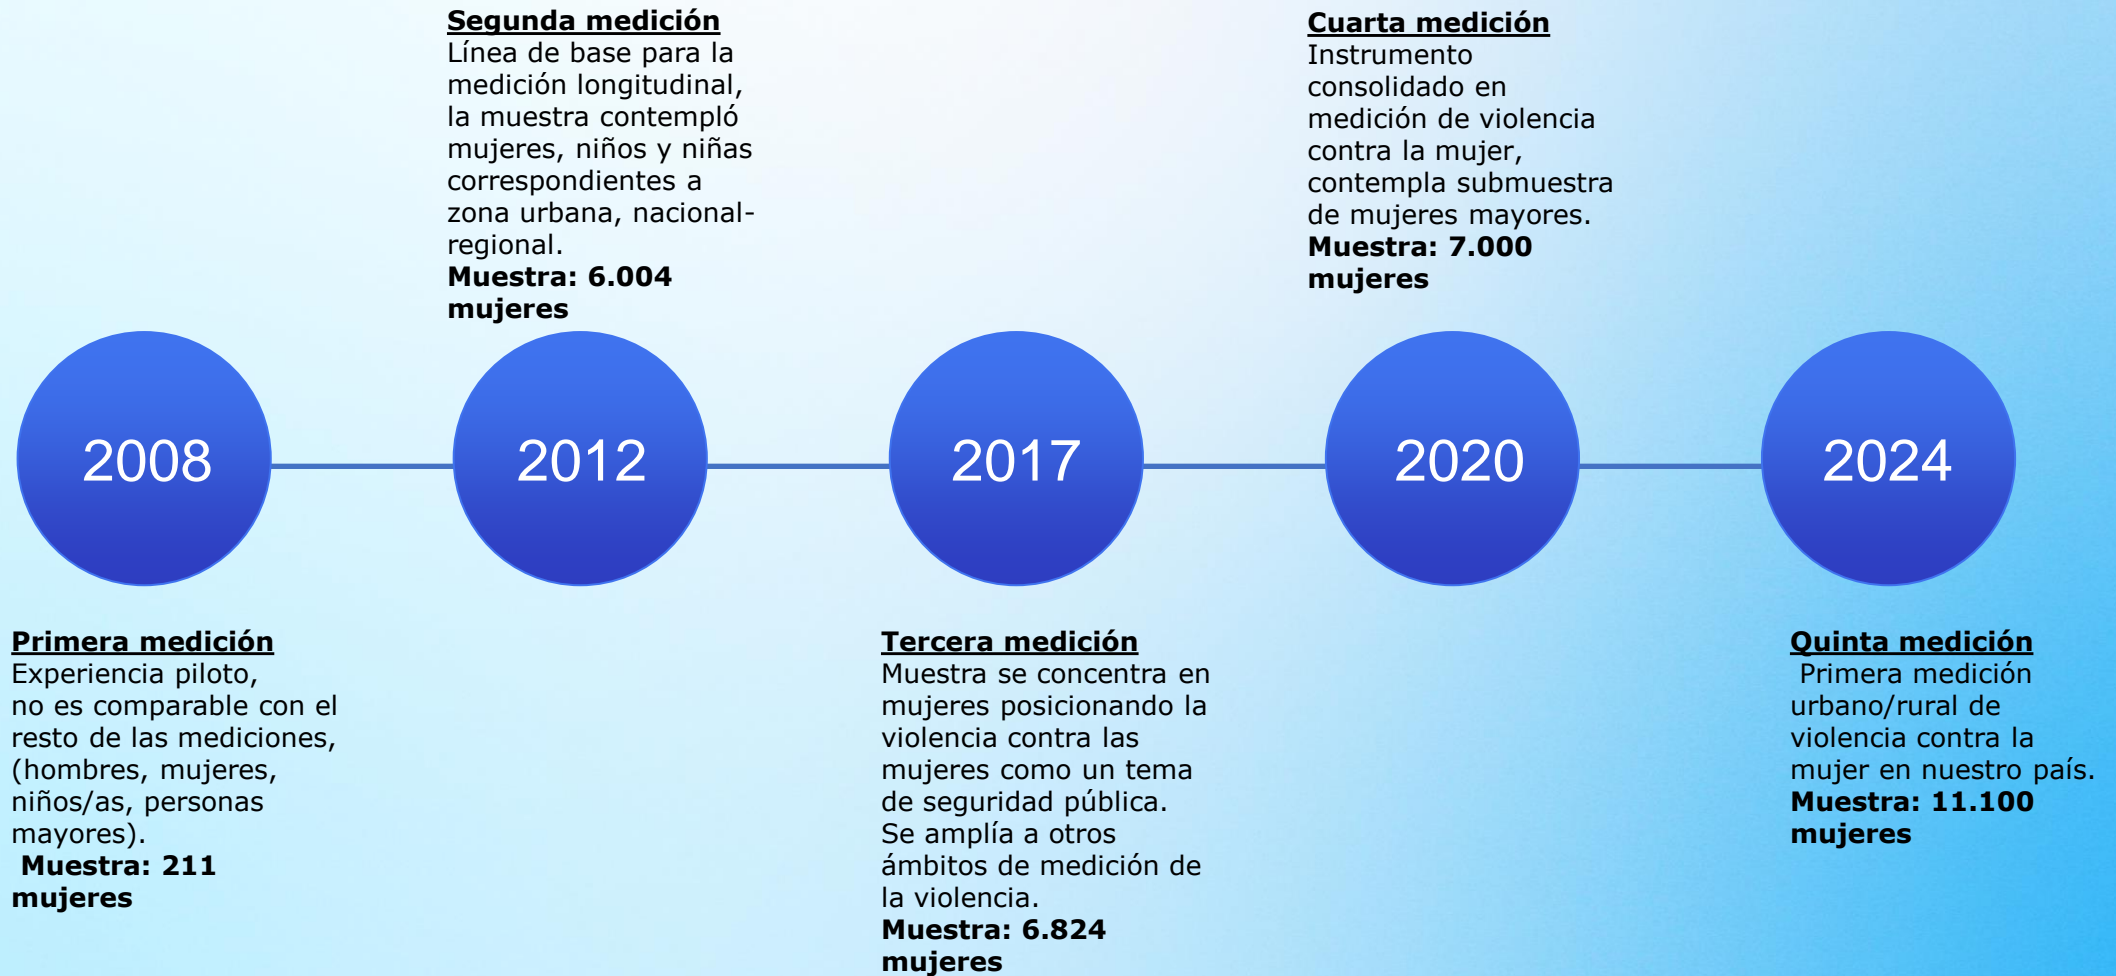 Segunda medición
Línea de base para la
medición longitudinal,
la muestra contempló
mujeres, niños y niñas
correspondientes a
zona urbana, nacional-
regional.
Muestra: 6.004
mujeres
Cuarta medición
Instrumento
consolidado en
medición de violencia
contra la mujer,
contempla submuestra
de mujeres mayores.
Muestra: 7.000
mujeres
2008
2012
2017
2020
2024
Primera medición
Experiencia piloto,
no es comparable con el
resto de las mediciones,
(hombres, mujeres,
niños/as, personas
mayores).
Muestra: 211
mujeres
Tercera medición
Muestra se concentra en
mujeres posicionando la
violencia contra las
mujeres como un tema
de seguridad pública.
Se amplía a otros
ámbitos de medición de
la violencia.
Muestra: 6.824
mujeres
Quinta medición
Primera medición
urbano/rural de
violencia contra la
mujer en nuestro país.
Muestra: 11.100
mujeres